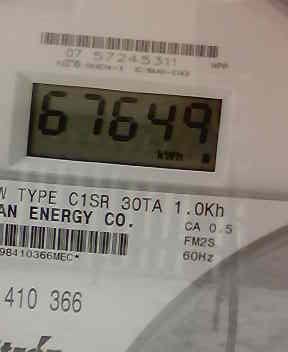 07 57245311
67649
kWh
W TYPE C1SR 30TA 1.0Kh
AN ENERGY CO.
CA 0.5
FM2S
98410366MEC*
60Hz
410 366